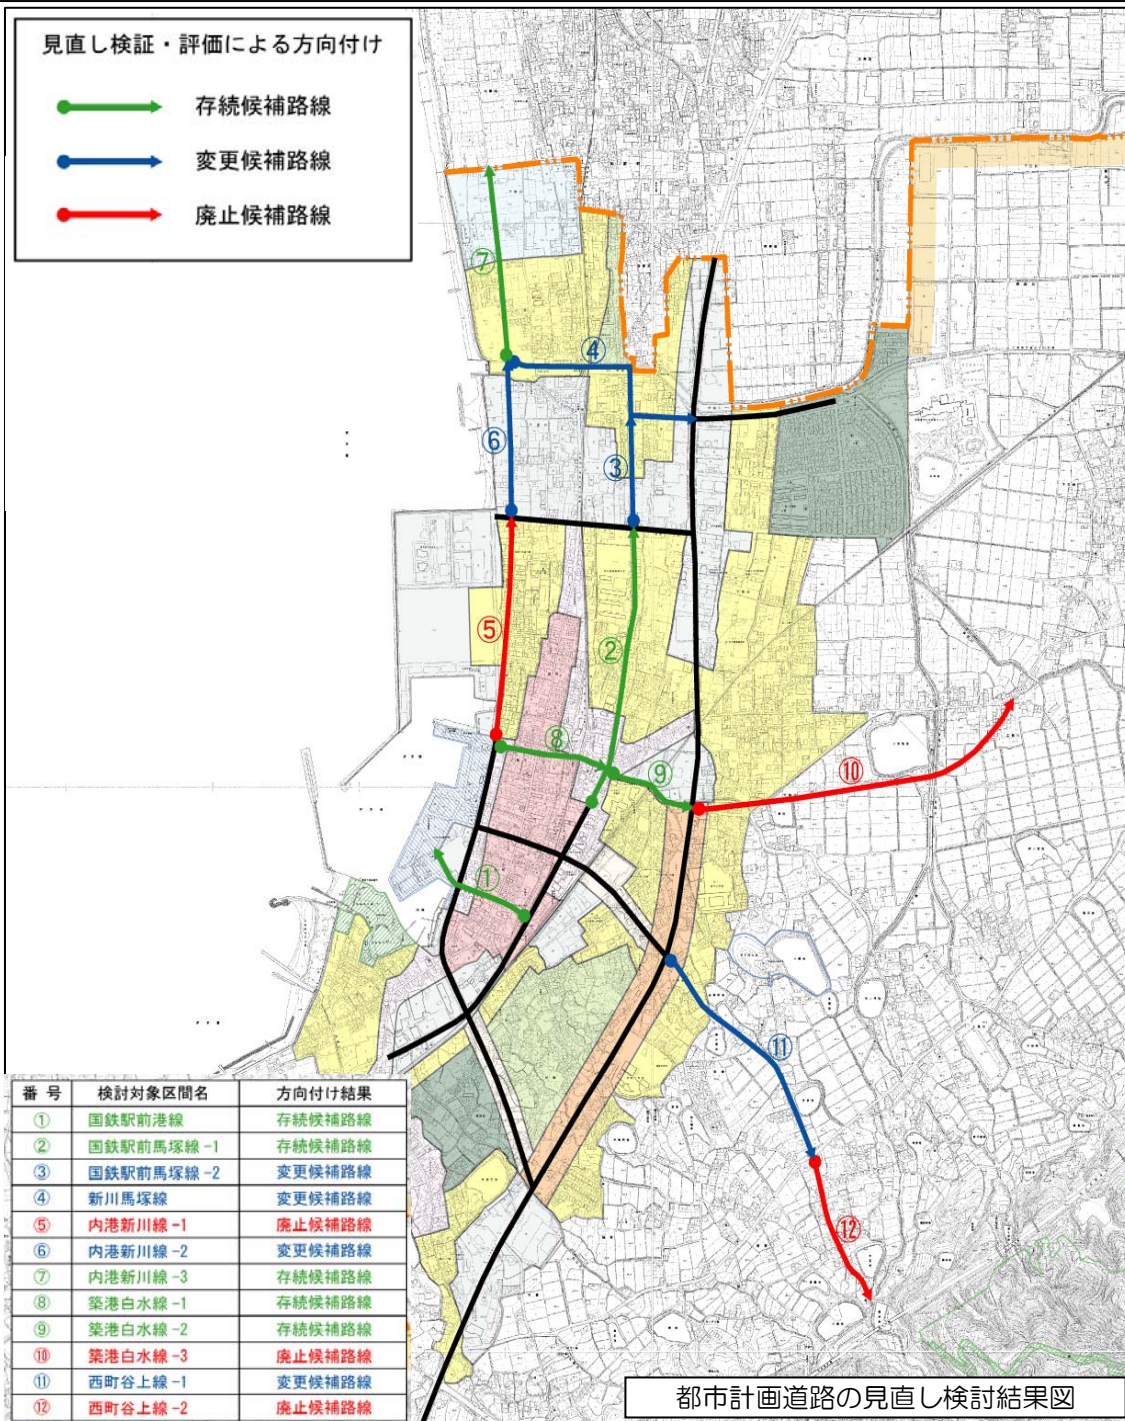 見直し検証・評価による方向付け
存続候補路線
変更候補路線
廃止候補路線
⑦
④
⑥
③
⑤
②
⑧
⑨
⑩
①
⑪
⑫
番号 検討対象区間名 方向付け結果
① 国鉄駅前港線 存続候補路線
② 国鉄駅前馬塚線-1 存続候補路線
③ 国鉄駅前馬塚線-2 変更候補路線
④ 新川馬塚線 変更候補路線
⑤ 内港新川線-1 廃止候補路線
⑥ 内港新川線-2 変更候補路線
⑦ 内港新川線-3 存続候補路線
⑧ 築港白水線-1 存続候補路線
⑨ 築港白水線-2 存続候補路線
⑩ 築港白水線-3 廃止候補路線
⑪ 西町谷上線-1 変更候補路線
⑫ 西町谷上線-2 廃止候補路線
都市計画道路の見直し検討結果図